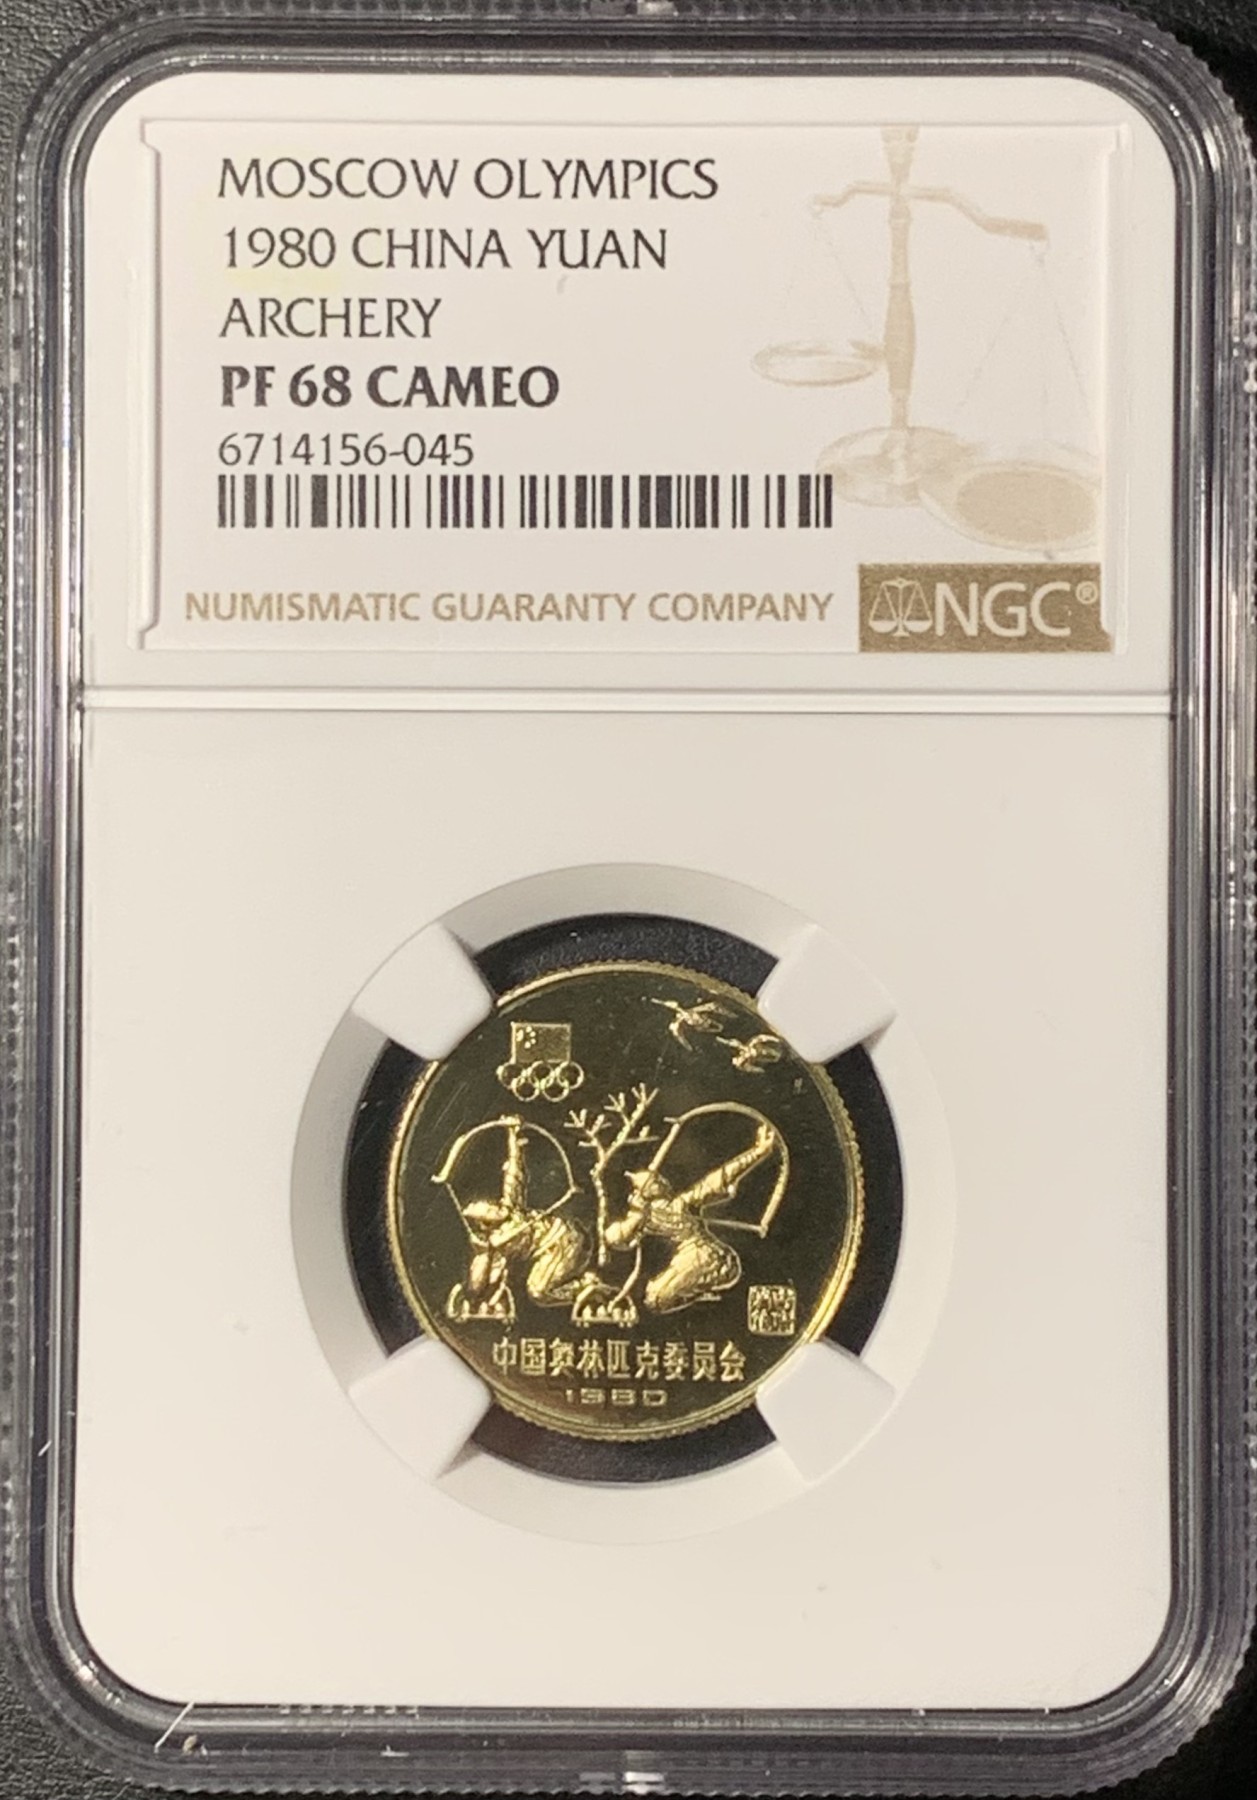 MOSCOW OLYMPICS
1980 CHINA YUAN
ARCHERY
PF 68 CAMEO
6714156-045
NUMISMATIC GUARANTY COMPANY
NGC®
中国奥林匹克委员会
1980